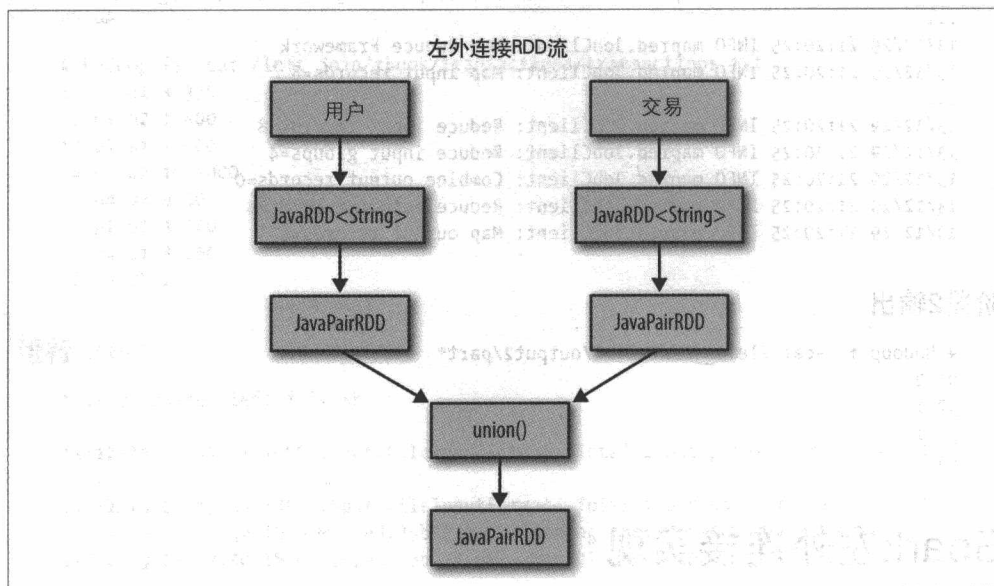 左外连接RDD流
用户
交易
JavaRDD<String>
JavaRDD<String>
JavaPairRDD
JavaPairRDD
union()
JavaPairRDD